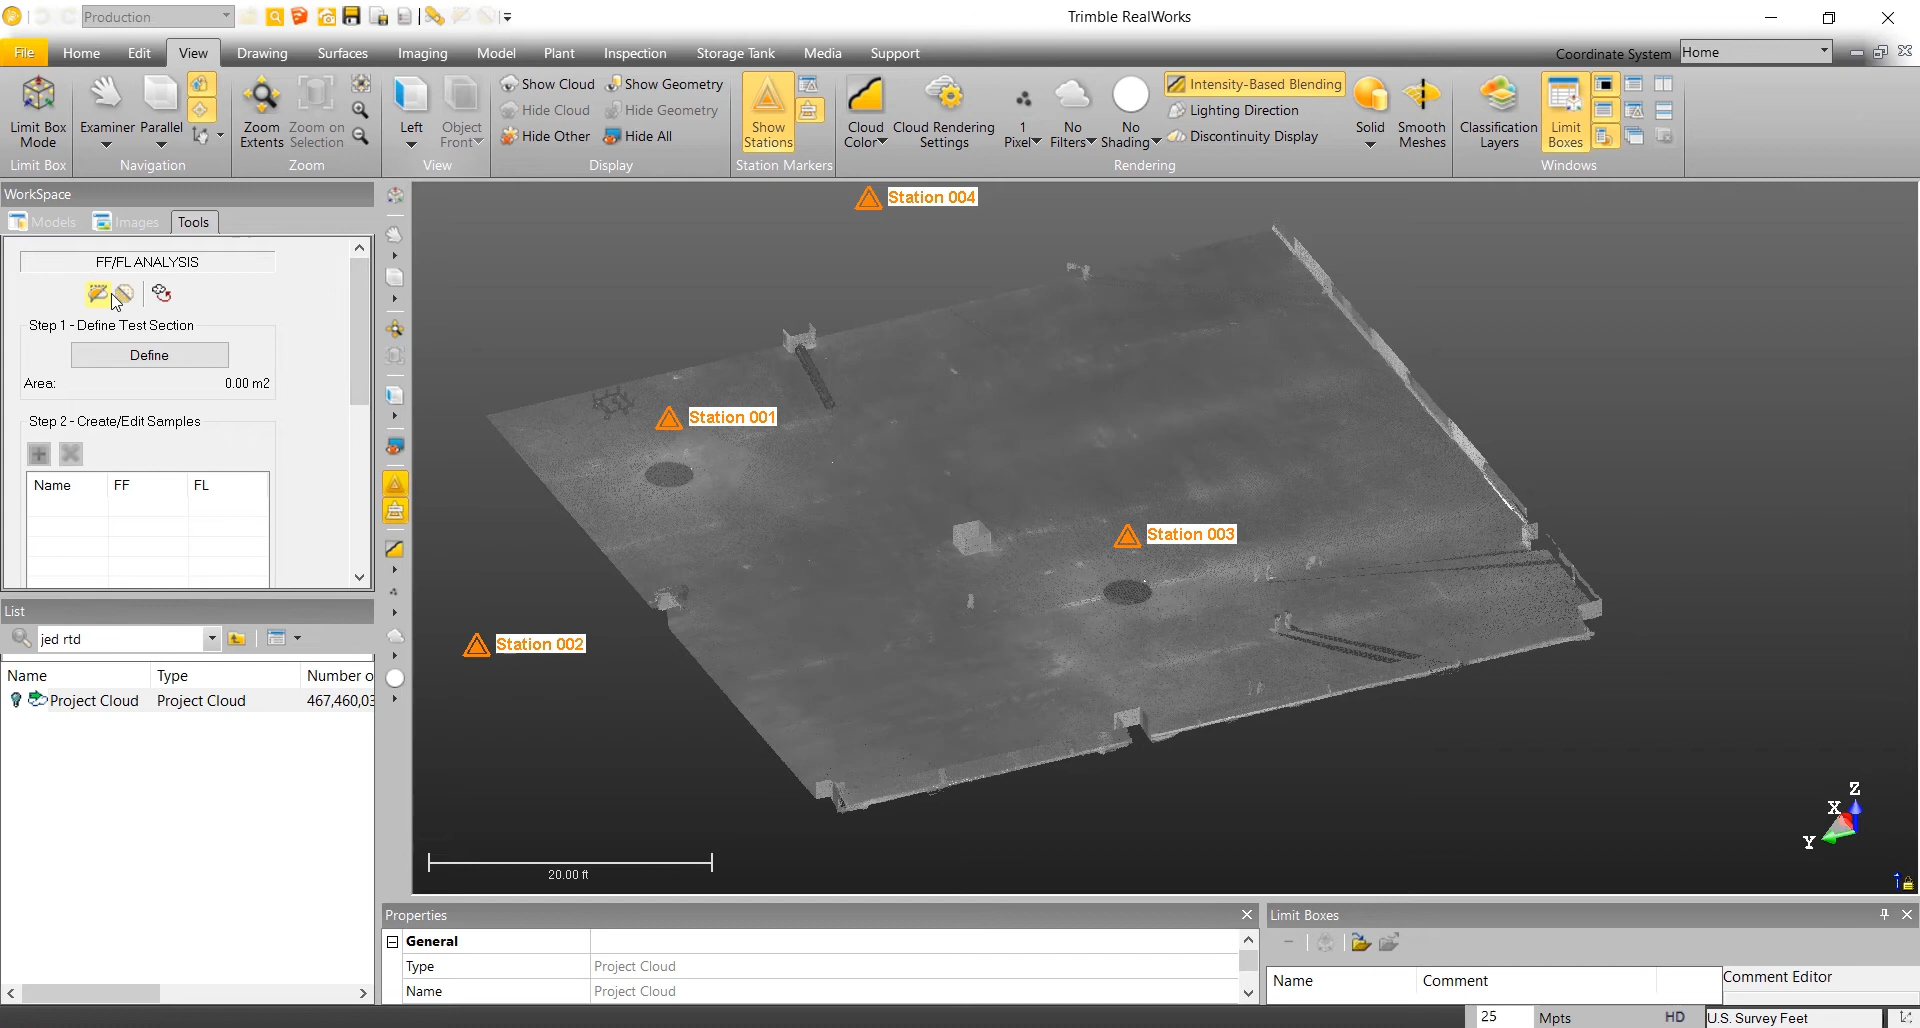 Production
Trimble RealWorks
File
Home
Edit
View
Drawing
Surfaces
Imaging
Model
Plant
Inspection
Storage Tank
Media
Support
Coordinate System
Home
Limit Box
Mode
Examiner
Parallel
Zoom
Extents
Zoom on
Selection
Left
Object
Front
Show Cloud
Hide Cloud
Hide Other
Show Geometry
Hide Geometry
Hide All
Show
Stations
Cloud
Color
Cloud Rendering
Settings
1
Pixel
No
Filters
No
Shading
Intensity-Based Blending
Lighting Direction
Discontinuity Display
Solid
Smooth
Meshes
Classification
Layers
Limit
Boxes
Limit Box
Navigation
Zoom
View
Display
Station Markers
Rendering
Windows
WorkSpace
Models
Images
Tools
FF/FL ANALYSIS
Step 1 - Define Test Section
Define
Area:
0.00 m2
Step 2 - Create/Edit Samples
Name
FF
FL
List
jed rtd
Name
Type
Number o
Project Cloud
Project Cloud
467,460,03
Station 004
Station 001
Station 003
Station 002
20.00 ft
Z
X
Y
Properties
General
Type
Project Cloud
Name
Project Cloud
Limit Boxes
Name
Comment
Comment Editor
25
Mpts
HD
U.S. Survey Feet